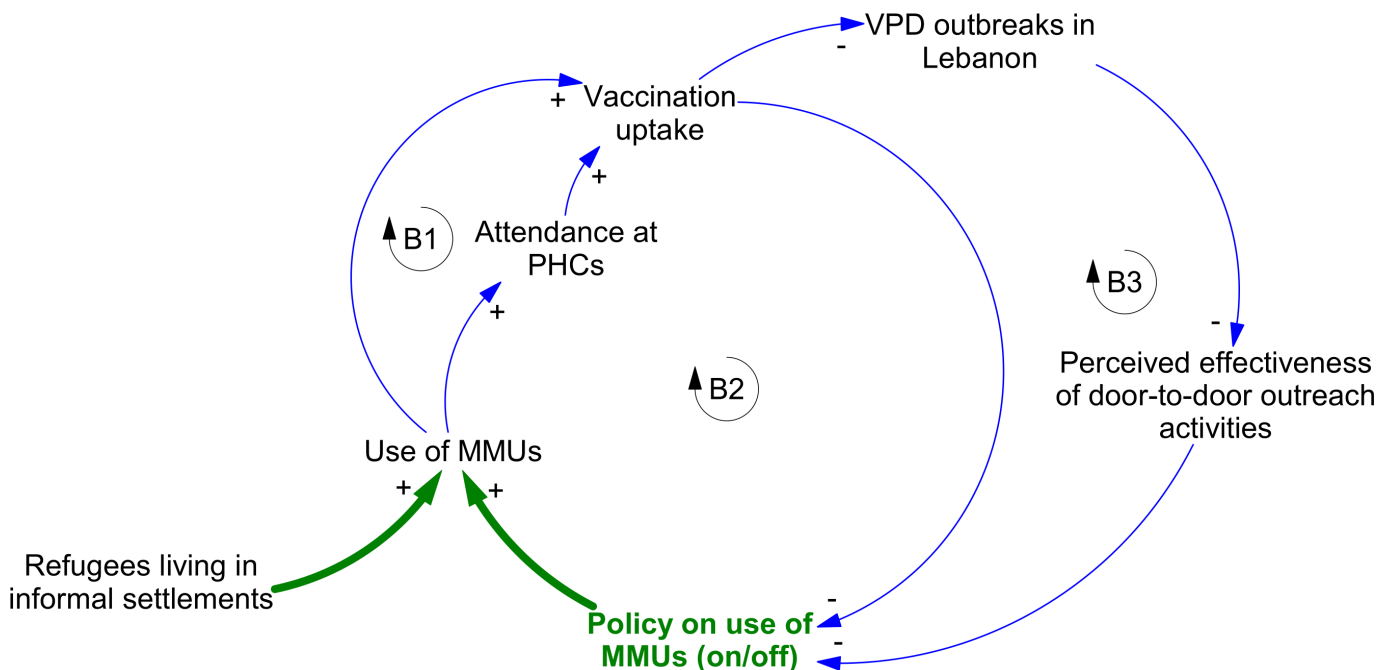 VPD outbreaks in
Lebanon
-
+
Vaccination
uptake
+
B1
Attendance at
PHCs
B3
+
-
Perceived effectiveness
of door-to-door outreach
activities
B2
Use of MMUs
+
+
Refugees living in
informal settlements
-
Policy on use of
MMUs (on/off)
-